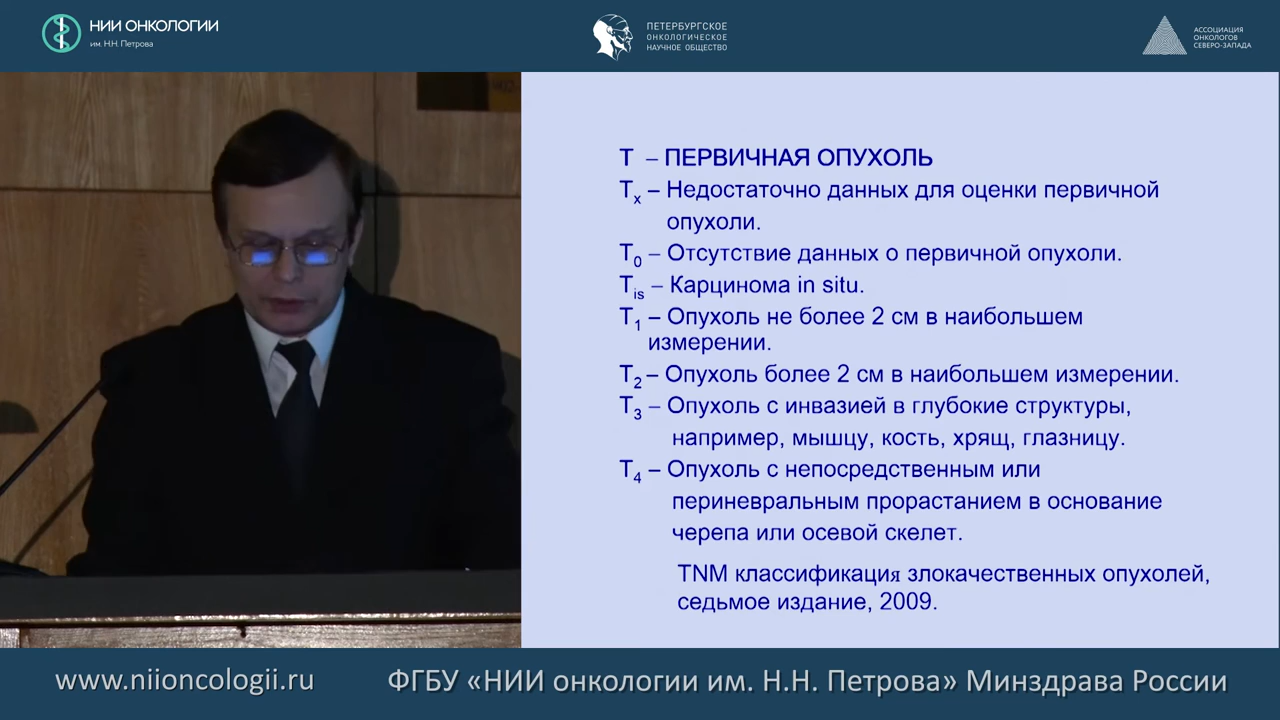 НИИ ОНКОЛОГИИ
им. Н.Н. Петрова
ПЕТЕРБУРГСКОЕ
ОНКОЛОГИЧЕСКОЕ
НАУЧНОЕ ОБЩЕСТВО
АССОЦИАЦИЯ
ОНКОЛОГОВ
СЕВЕРО-ЗАПАДА
T – ПЕРВИЧНАЯ ОПУХОЛЬ
Tx – Недостаточно данных для оценки первичной
опухоли.
T0 – Отсутствие данных о первичной опухоли.
Tis – Карцинома in situ.
T1 – Опухоль не более 2 см в наибольшем
измерении.
T2 – Опухоль более 2 см в наибольшем измерении.
T3 – Опухоль с инвазией в глубокие структуры,
например, мышцу, кость, хрящ, глазницу.
T4 – Опухоль с непосредственным или
периневральным прорастанием в основание
черепа или осевой скелет.
TNM классификация злокачественных опухолей,
седьмое издание, 2009.
www.niioncologii.ru
ФГБУ «НИИ онкологии им. Н.Н. Петрова» Минздрава России